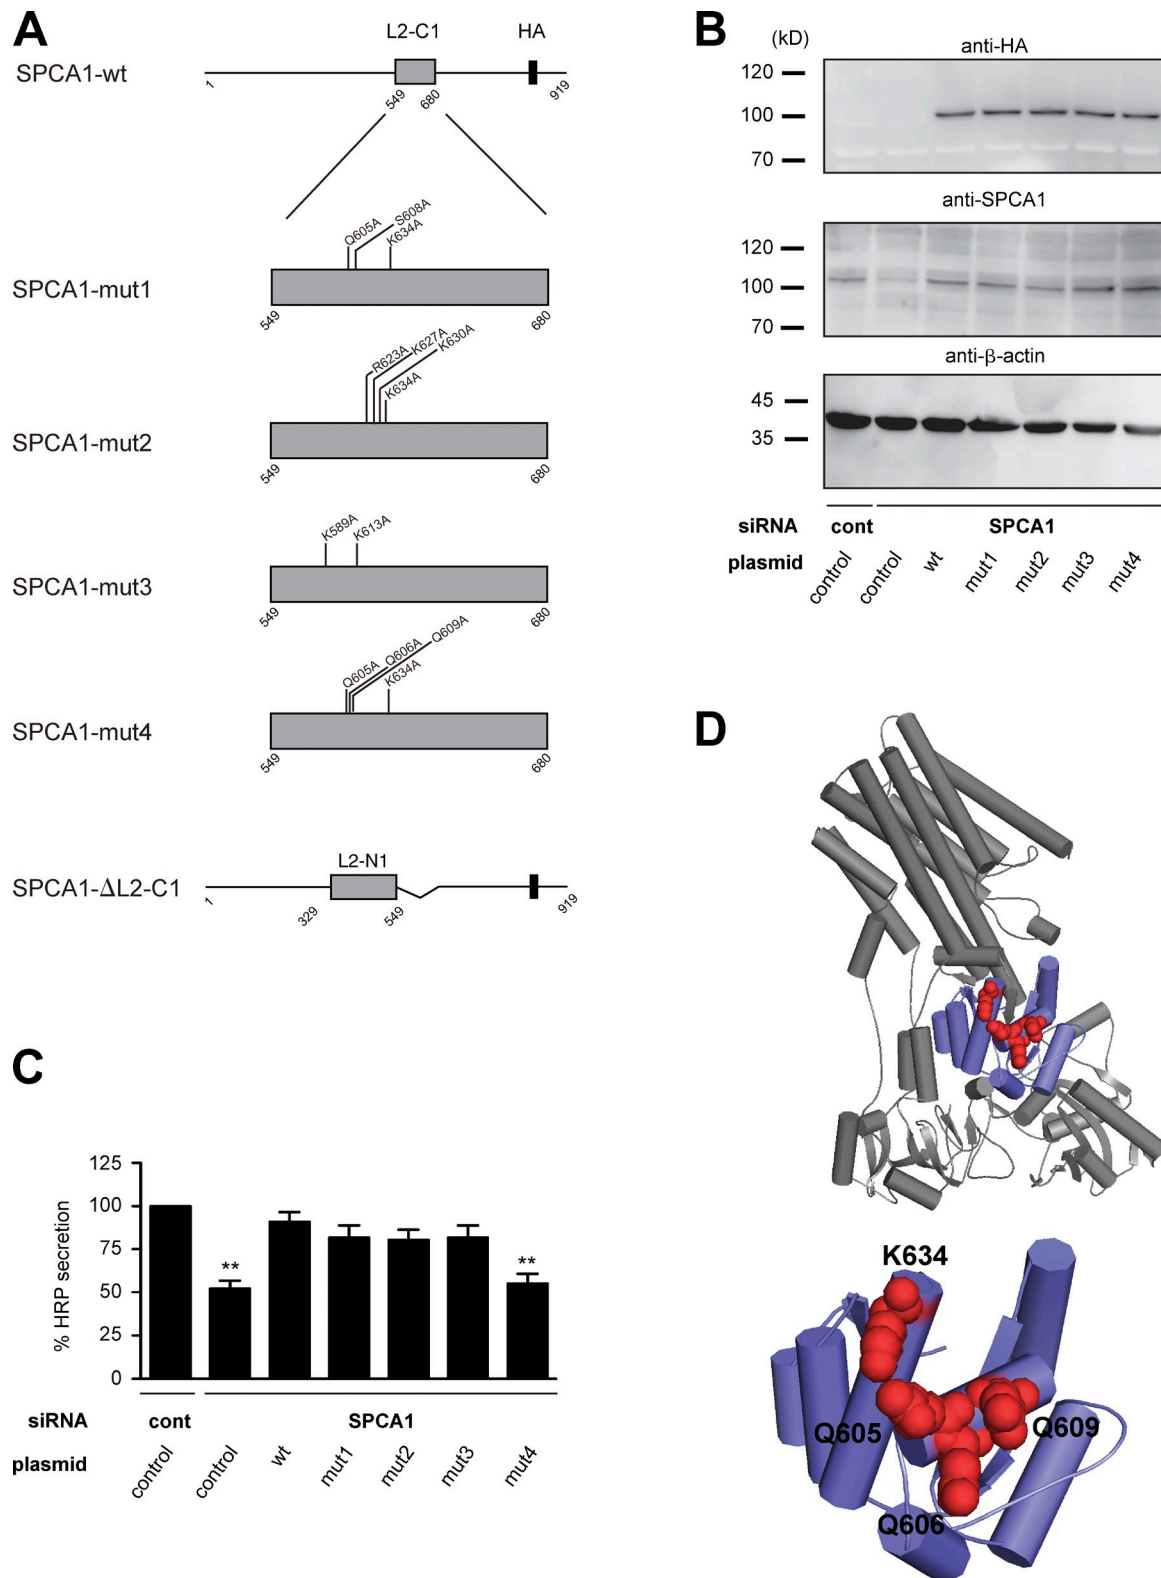 A
L2-C1
HA
SPCA1-wt
1
549
680
919
Q605A
S608A
K634A
SPCA1-mut1
549
680
R623A
K627A
K630A
K634A
SPCA1-mut2
549
680
K589A
K613A
SPCA1-mut3
549
680
Q605A
Q606A
Q609A
K634A
SPCA1-mut4
549
680
L2-N1
SPCA1-ΔL2-C1
1
329
549
919
B
(kD)
anti-HA
120
100
70
anti-SPCA1
120
100
70
anti-β-actin
45
35
siRNA cont SPCA1
plasmid control control wt mut1 mut2 mut3 mut4
C
% HRP secretion
125
100
75
50
25
0
** **
siRNA cont SPCA1
plasmid control control wt mut1 mut2 mut3 mut4
D
K634
Q605
Q609
Q606